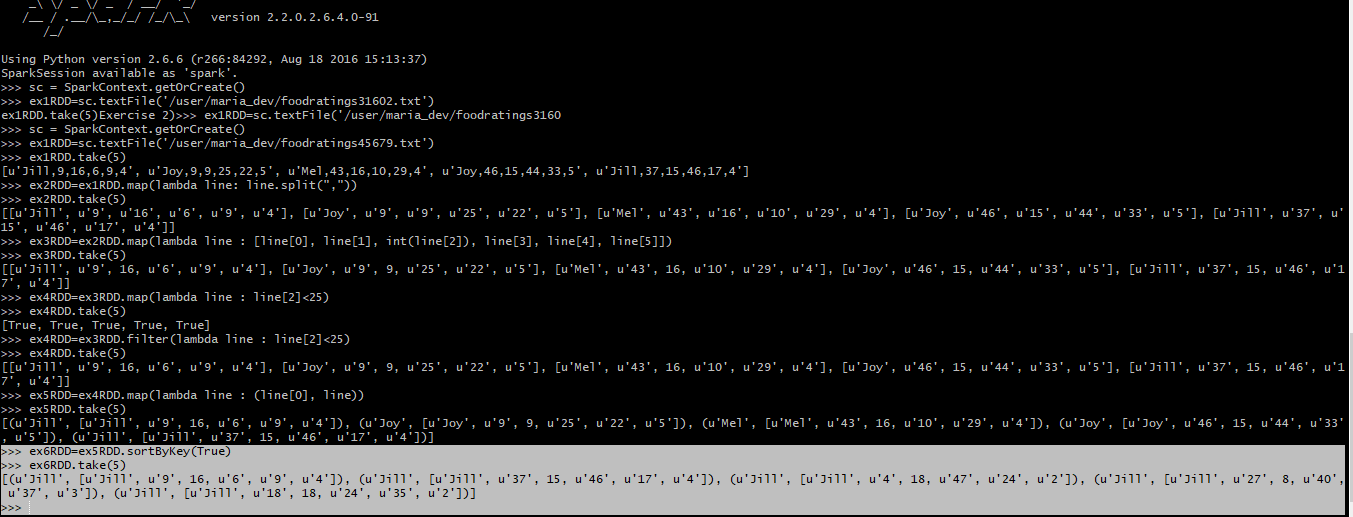 _\ \/ _ \/ _ `/ __/  '_/
/__ / .__/\_,_/_/ /_/\_\   version 2.2.0.2.6.4.0-91
/_/
Using Python version 2.6.6 (r266:84292, Aug 18 2016 15:13:37)
SparkSession available as 'spark'.
>>> sc = SparkContext.getOrCreate()
>>> ex1RDD=sc.textFile('/user/maria_dev/foodratings31602.txt')
ex1RDD.take(5)Exercise 2)>>> ex1RDD=sc.textFile('/user/maria_dev/foodratings3160
>>> sc = SparkContext.getOrCreate()
>>> ex1RDD=sc.textFile('/user/maria_dev/foodratings45679.txt')
>>> ex1RDD.take(5)
[u'Jill,9,16,6,9,4', u'Joy,9,9,25,22,5', u'Mel,43,16,10,29,4', u'Joy,46,15,44,33,5', u'Jill,37,15,46,17,4']
>>> ex2RDD=ex1RDD.map(lambda line: line.split(","))
>>> ex2RDD.take(5)
[[u'Jill', u'9', u'16', u'6', u'9', u'4'], [u'Joy', u'9', u'9', u'25', u'22', u'5'], [u'Mel', u'43', u'16', u'10', u'29', u'4'], [u'Joy', u'46', u'15', u'44', u'33', u'5'], [u'Jill', u'37', u'
15', u'46', u'17', u'4']]
>>> ex3RDD=ex2RDD.map(lambda line : [line[0], line[1], int(line[2]), line[3], line[4], line[5]])
>>> ex3RDD.take(5)
[[u'Jill', u'9', 16, u'6', u'9', u'4'], [u'Joy', u'9', 9, u'25', u'22', u'5'], [u'Mel', u'43', 16, u'10', u'29', u'4'], [u'Joy', u'46', 15, u'44', u'33', u'5'], [u'Jill', u'37', 15, u'46', u'1
7', u'4']]
>>> ex4RDD=ex3RDD.map(lambda line : line[2]<25)
>>> ex4RDD.take(5)
[True, True, True, True, True]
>>> ex4RDD=ex3RDD.filter(lambda line : line[2]<25)
>>> ex4RDD.take(5)
[[u'Jill', u'9', 16, u'6', u'9', u'4'], [u'Joy', u'9', 9, u'25', u'22', u'5'], [u'Mel', u'43', 16, u'10', u'29', u'4'], [u'Joy', u'46', 15, u'44', u'33', u'5'], [u'Jill', u'37', 15, u'46', u'1
7', u'4']]
>>> ex5RDD=ex4RDD.map(lambda line : (line[0], line))
>>> ex5RDD.take(5)
[(u'Jill', [u'Jill', u'9', 16, u'6', u'9', u'4']), (u'Joy', [u'Joy', u'9', 9, u'25', u'22', u'5']), (u'Mel', [u'Mel', u'43', 16, u'10', u'29', u'4']), (u'Joy', [u'Joy', u'46', 15, u'44', u'33'
, u'5']), (u'Jill', [u'Jill', u'37', 15, u'46', u'17', u'4'])]
>>> ex6RDD=ex5RDD.sortByKey(True)
>>> ex6RDD.take(5)
[(u'Jill', [u'Jill', u'9', 16, u'6', u'9', u'4']), (u'Jill', [u'Jill', u'37', 15, u'46', u'17', u'4']), (u'Jill', [u'Jill', u'4', 18, u'47', u'24', u'2']), (u'Jill', [u'Jill', u'27', 8, u'40',
u'37', u'3']), (u'Jill', [u'Jill', u'18', 18, u'24', u'35', u'2'])]
>>>